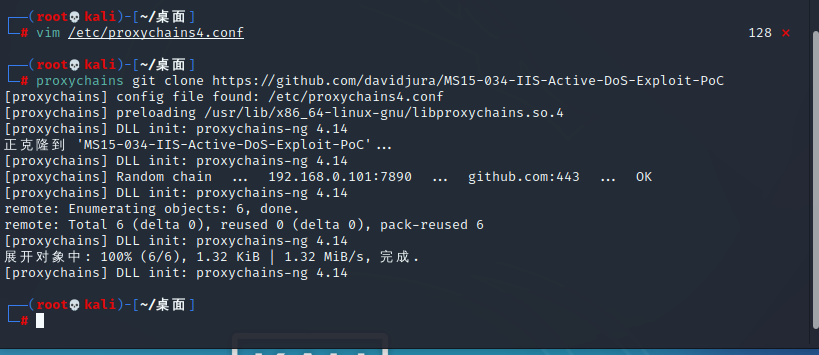 ┌──(root💀kali)-[~/桌面]
└─# vim /etc/proxychains4.conf 128 ⨯
┌──(root💀kali)-[~/桌面]
└─# proxychains git clone https://github.com/davidjura/MS15-034-IIS-Active-DoS-Exploit-PoC
[proxychains] config file found: /etc/proxychains4.conf
[proxychains] preloading /usr/lib/x86_64-linux-gnu/libproxychains.so.4
[proxychains] DLL init: proxychains-ng 4.14
正克隆到 'MS15-034-IIS-Active-DoS-Exploit-PoC'...
[proxychains] DLL init: proxychains-ng 4.14
[proxychains] Random chain ... 192.168.0.101:7890 ... github.com:443 ... OK
[proxychains] DLL init: proxychains-ng 4.14
remote: Enumerating objects: 6, done.
remote: Total 6 (delta 0), reused 0 (delta 0), pack-reused 6
[proxychains] DLL init: proxychains-ng 4.14
展开对象中: 100% (6/6), 1.32 KiB | 1.32 MiB/s, 完成.
[proxychains] DLL init: proxychains-ng 4.14
┌──(root💀kali)-[~/桌面]
└─#